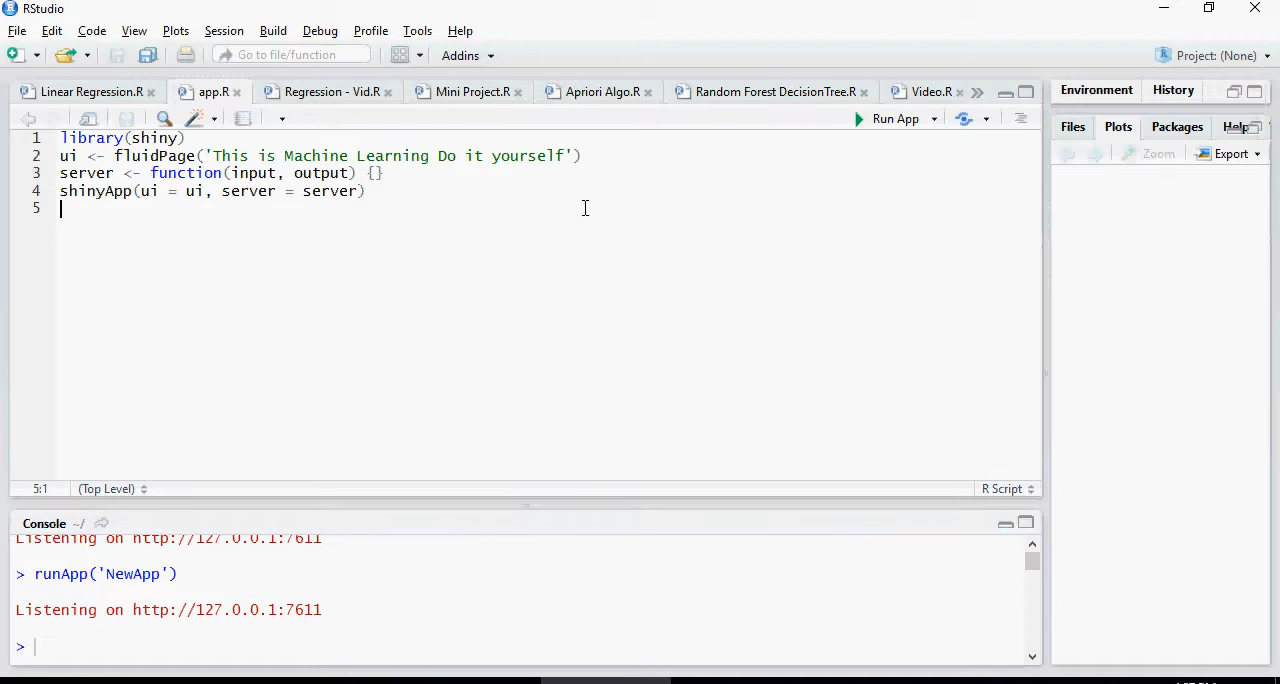 RStudio
File Edit Code View Plots Session Build Debug Profile Tools Help
Go to file/function Addins Project: (None)
Linear Regression.R app.R Regression - Vid.R Mini Project.R Apriori Algo.R Random Forest DecisionTree.R Video.R
Environment History
Run App
Files Plots Packages Help
Zoom Export
1 library(shiny)
2 ui <- fluidPage('This is Machine Learning Do it yourself')
3 server <- function(input, output) {}
4 shinyApp(ui = ui, server = server)
5
5:1 (Top Level) R Script
Console ~/
Listening on http://127.0.0.1:7611
> runApp('NewApp')
Listening on http://127.0.0.1:7611
>